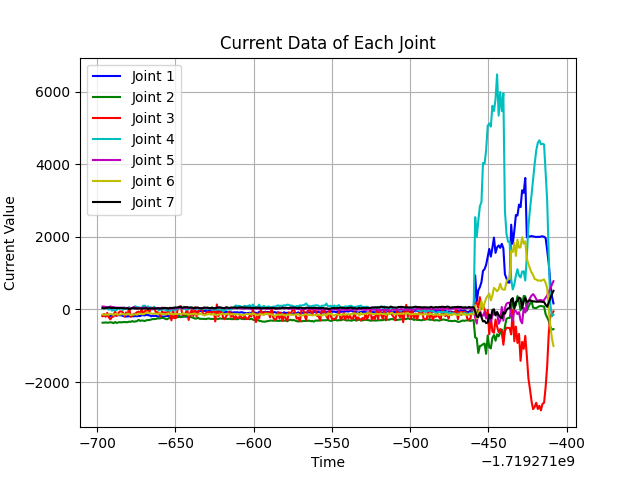 Current Data of Each Joint
Joint 1
Joint 2
Joint 3
Joint 4
Joint 5
Joint 6
Joint 7
Current Value
6000
4000
2000
0
−2000
−700
−650
−600
−550
−500
−450
−400
−1.719271e9
Time